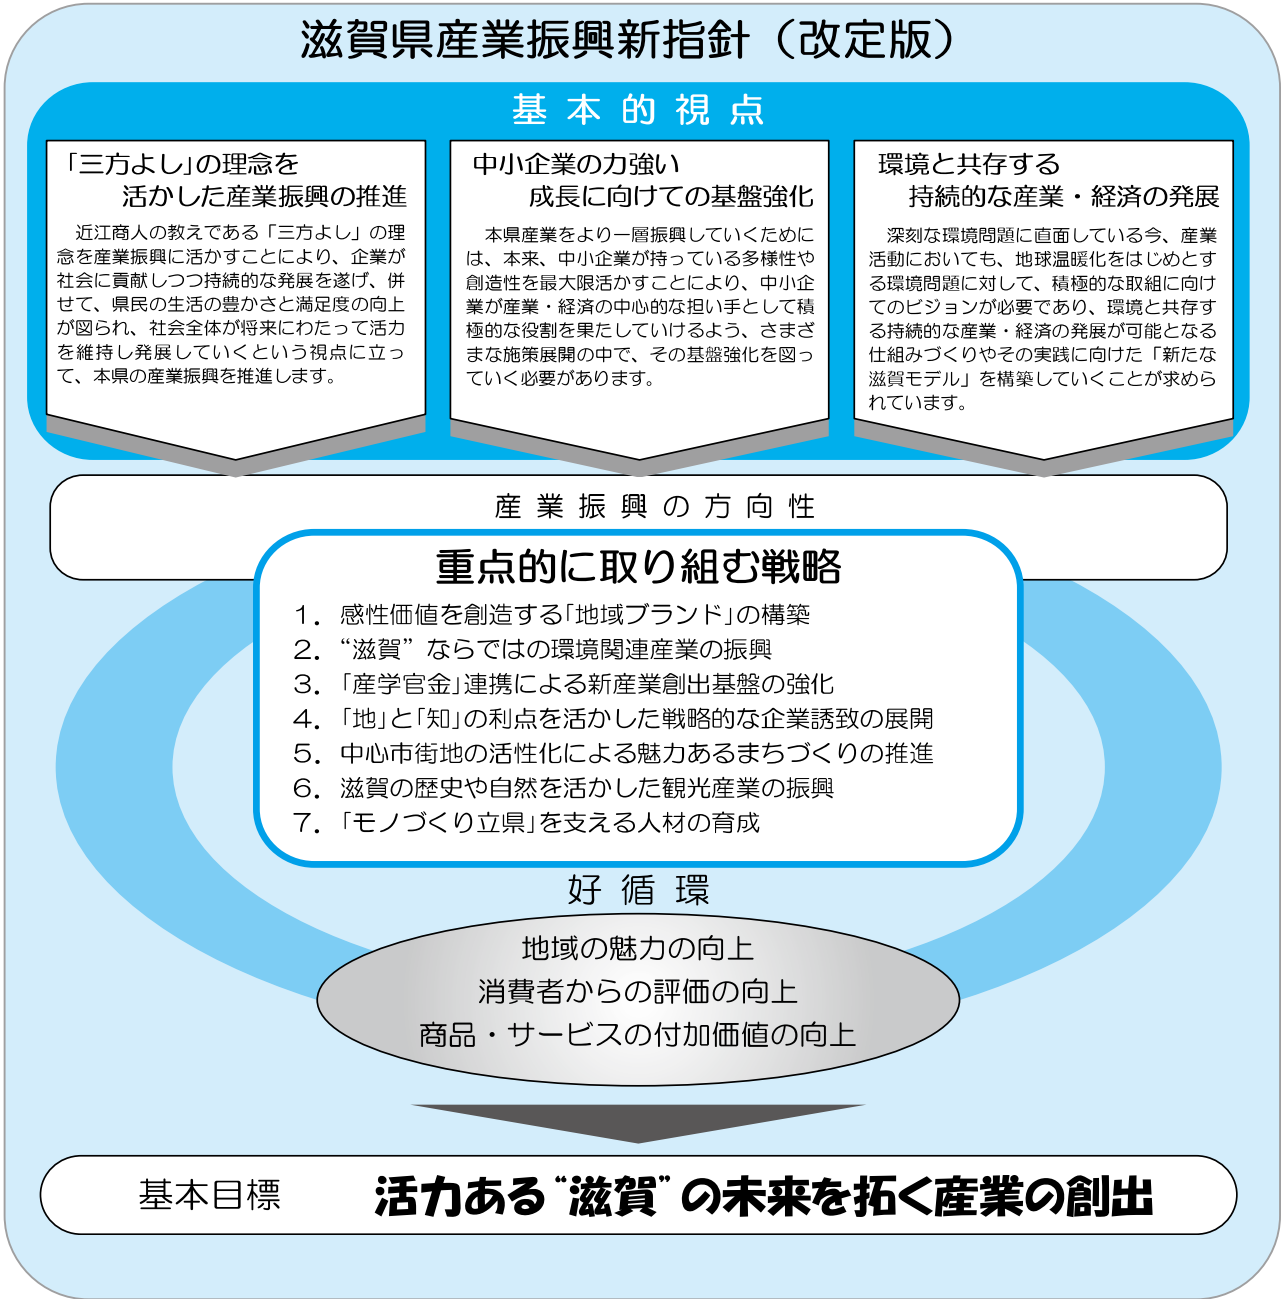 滋賀県産業振興新指針（改定版）
基本的視点
「三方よし」の理念を
活かした産業振興の推進
近江商人の教えである「三方よし」の理
念を産業振興に活かすことにより、企業が
社会に貢献しつつ持続的な発展を遂げ、併
せて、県民の生活の豊かさと満足度の向上
が図られ、社会全体が将来にわたって活力
を維持し発展していくという視点に立っ
て、本県の産業振興を推進します。
中小企業の力強い
成長に向けての基盤強化
本県産業をより一層振興していくために
は、本来、中小企業が持っている多様性や
創造性を最大限活かすことにより、中小企
業が産業・経済の中心的な担い手として積
極的な役割を果たしていけるよう、さまざ
まな施策展開の中で、その基盤強化を図っ
ていく必要があります。
環境と共存する
持続的な産業・経済の発展
深刻な環境問題に直面している今、産業
活動においても、地球温暖化をはじめとす
る環境問題に対して、積極的な取組に向け
てのビジョンが必要であり、環境と共存す
る持続的な産業・経済の発展が可能となる
仕組みづくりやその実践に向けた「新たな
滋賀モデル」を構築していくことが求めら
れています。
産業振興の方向性
重点的に取り組む戦略
1．感性価値を創造する「地域ブランド」の構築
2．“滋賀”ならではの環境関連産業の振興
3．「産学官金」連携による新産業創出基盤の強化
4．「地」と「知」の利点を活かした戦略的な企業誘致の展開
5．中心市街地の活性化による魅力あるまちづくりの推進
6．滋賀の歴史や自然を活かした観光産業の振興
7．「モノづくり立県」を支える人材の育成
好循環
地域の魅力の向上
消費者からの評価の向上
商品・サービスの付加価値の向上
基本目標 活力ある“滋賀”の未来を拓く産業の創出